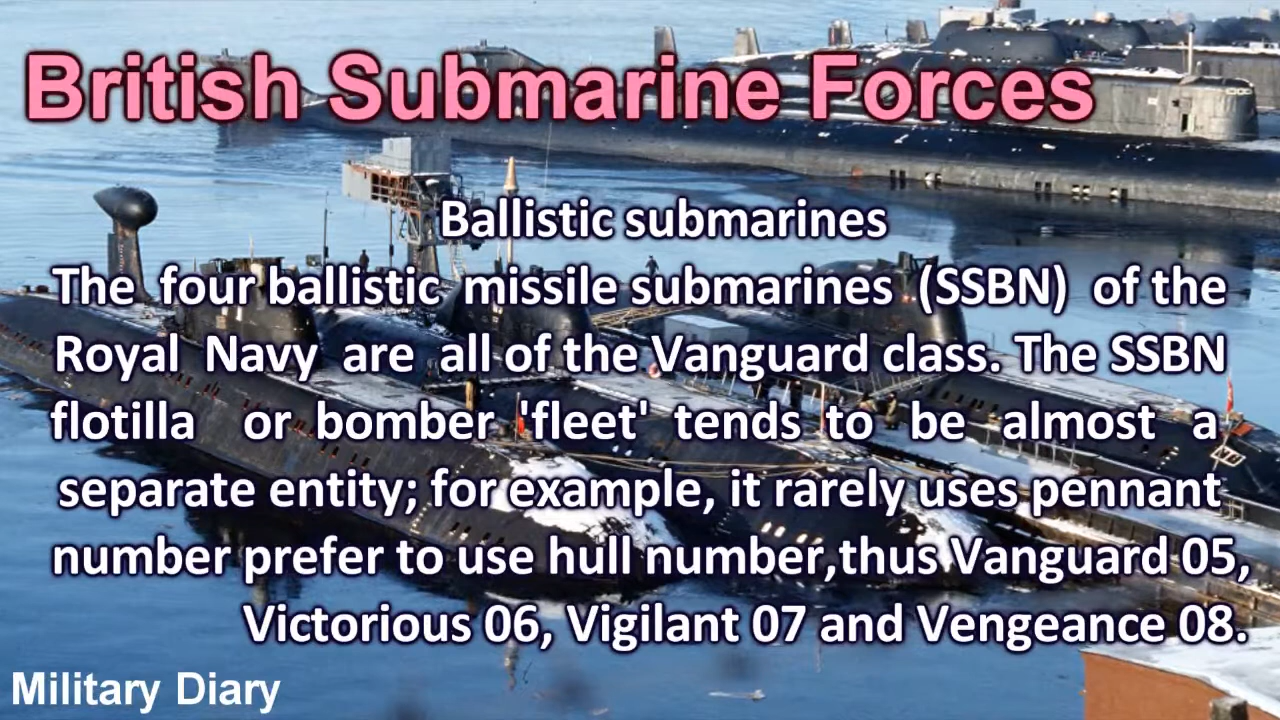 British Submarine Forces
Ballistic submarines
The four ballistic missile submarines (SSBN) of the
Royal Navy are all of the Vanguard class. The SSBN
flotilla or bomber 'fleet' tends to be almost a
separate entity; for example, it rarely uses pennant
number prefer to use hull number,thus Vanguard 05,
Victorious 06, Vigilant 07 and Vengeance 08.
Military Diary